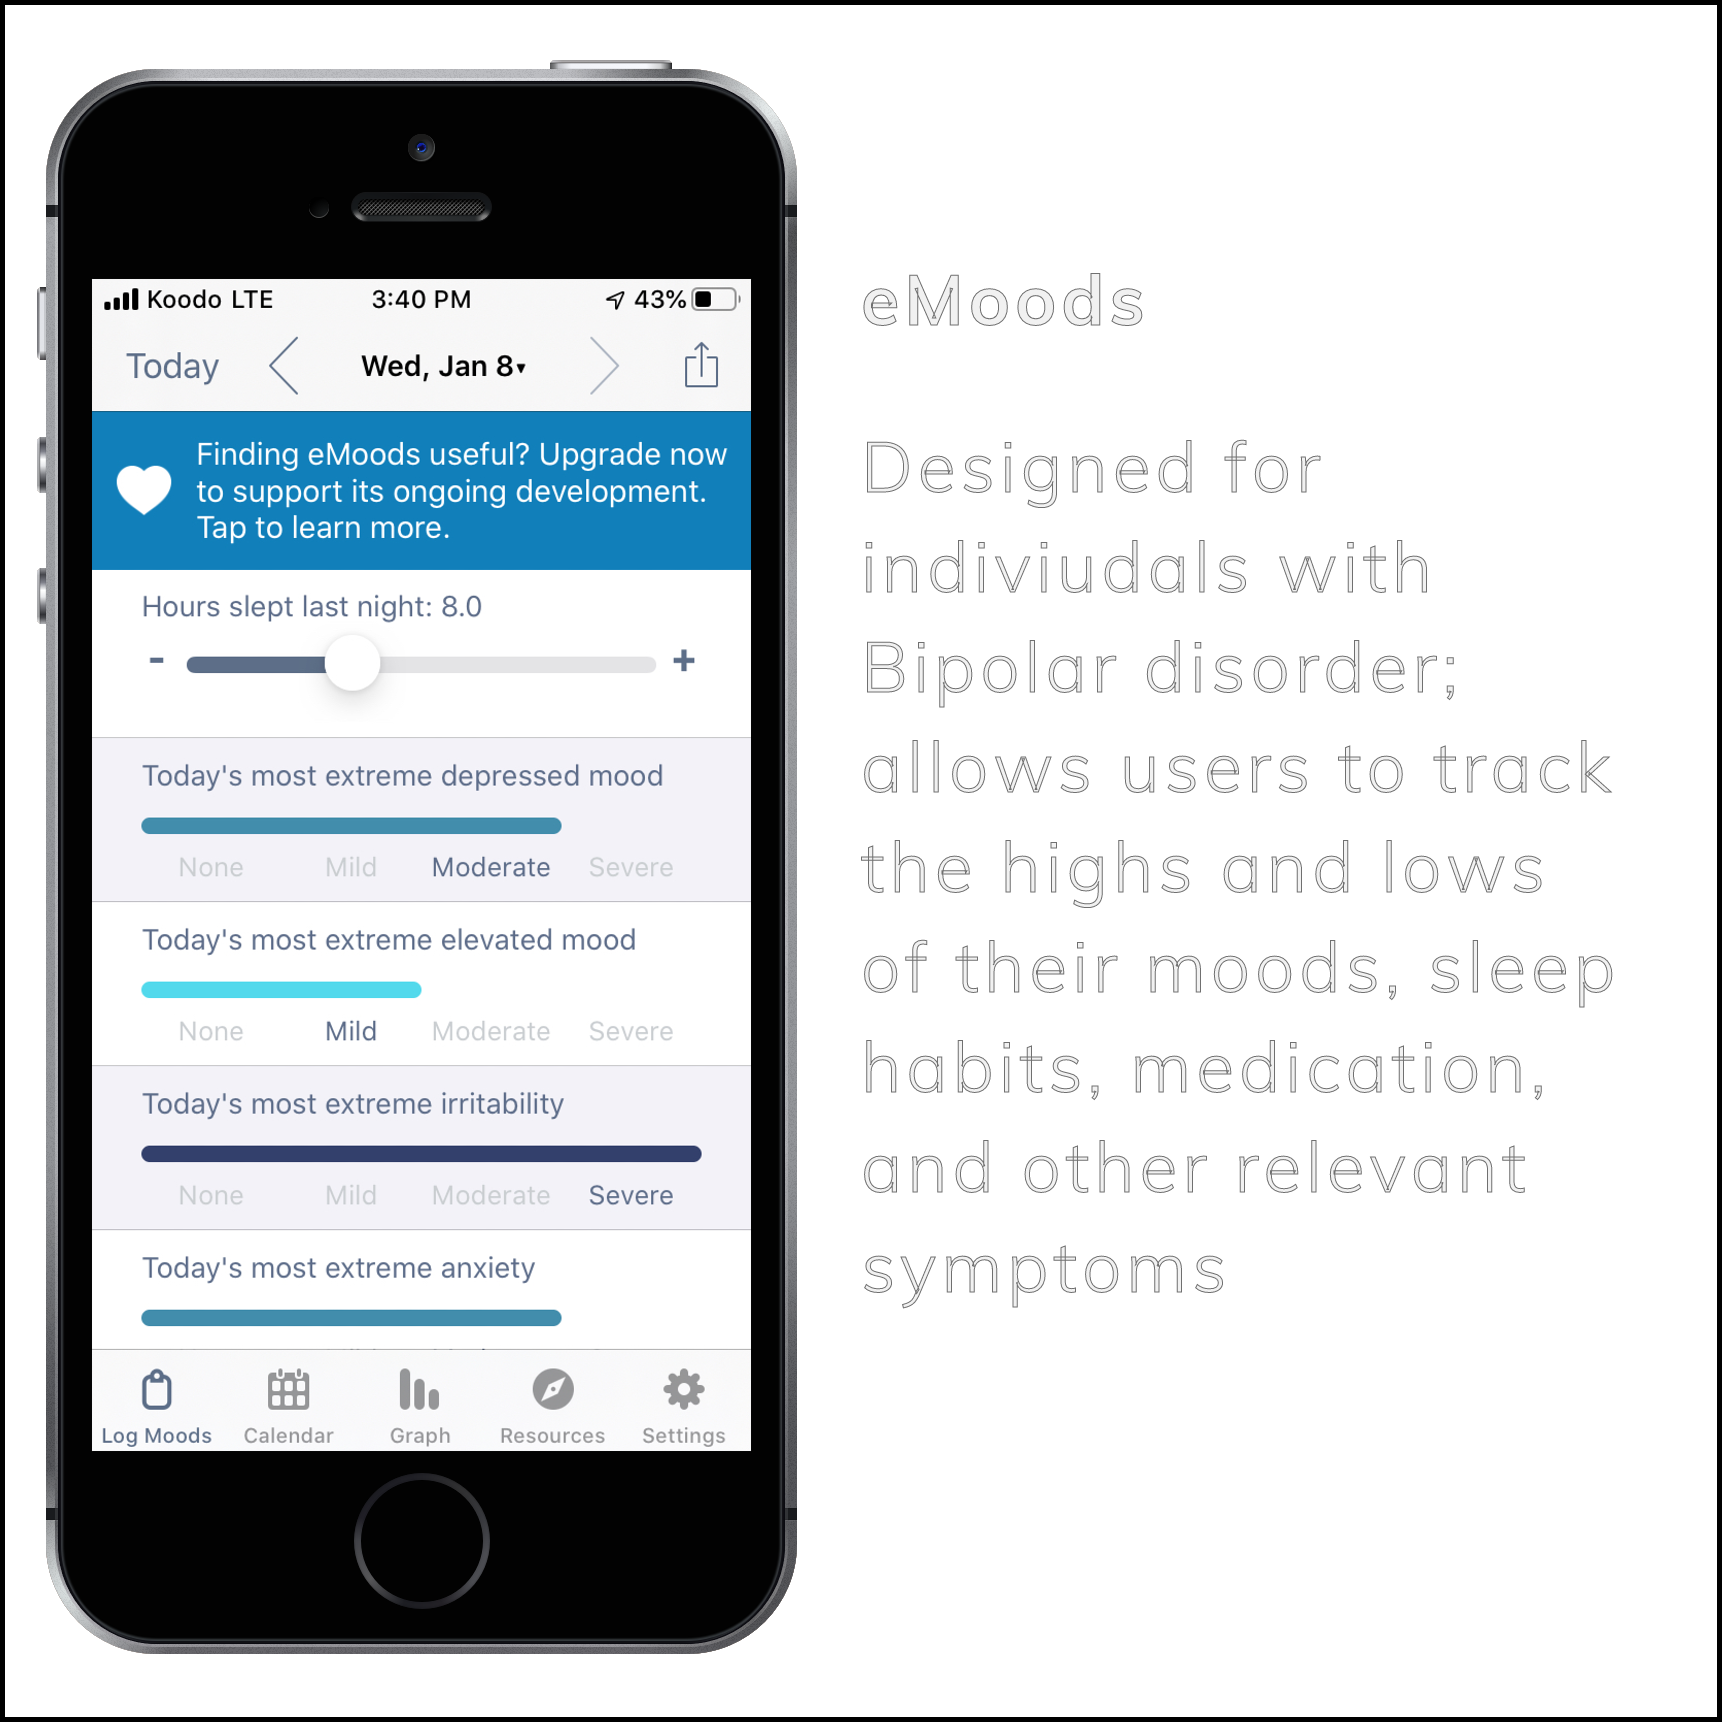 Koodo LTE 3:40 PM 43%
Today Wed, Jan 8▾
Finding eMoods useful? Upgrade now
to support its ongoing development.
Tap to learn more.
Hours slept last night: 8.0
- +
Today's most extreme depressed mood
None Mild Moderate Severe
Today's most extreme elevated mood
None Mild Moderate Severe
Today's most extreme irritability
None Mild Moderate Severe
Today's most extreme anxiety
Log Moods Calendar Graph Resources Settings
eMoods
Designed for
indiviudals with
Bipolar disorder;
allows users to track
the highs and lows
of their moods, sleep
habits, medication,
and other relevant
symptoms